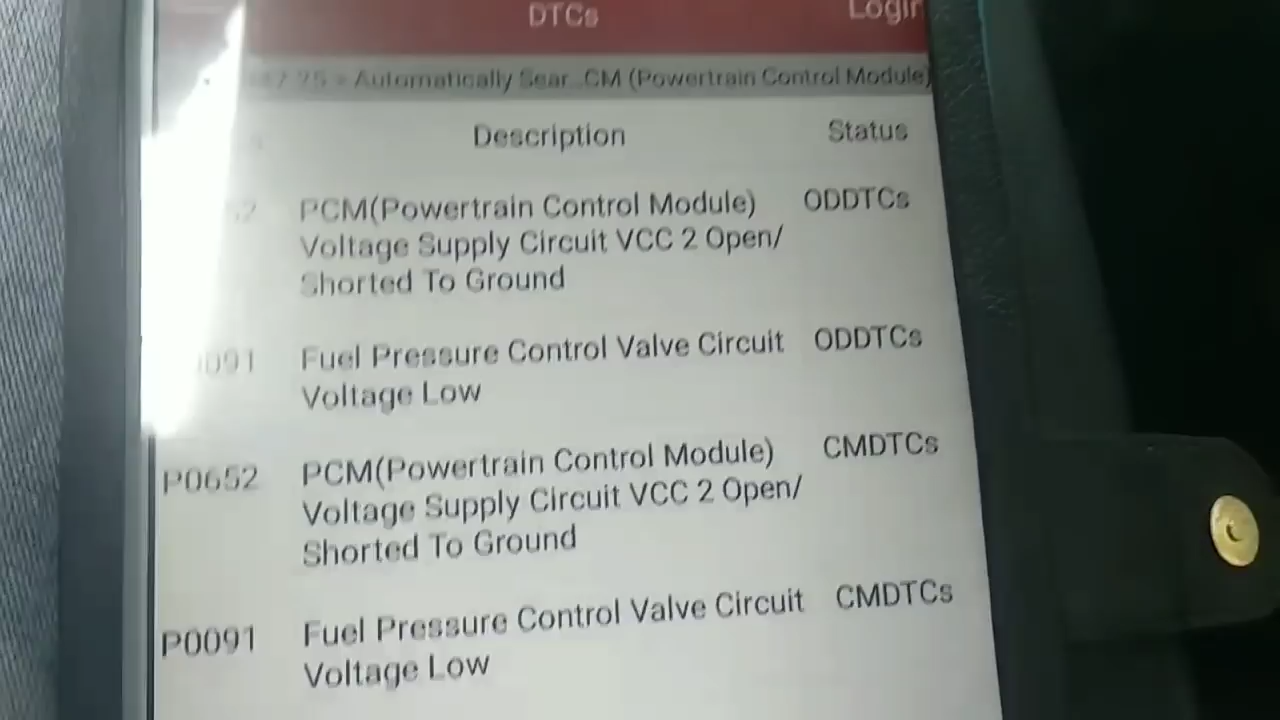 DTCs
Login
Automatically Sear...CM (Powertrain Control Module)
Description
Status
PCM(Powertrain Control Module) ODDTCs
Voltage Supply Circuit VCC 2 Open/
Shorted To Ground
Fuel Pressure Control Valve Circuit ODDTCs
Voltage Low
P0652 PCM(Powertrain Control Module) CMDTCs
Voltage Supply Circuit VCC 2 Open/
Shorted To Ground
P0091 Fuel Pressure Control Valve Circuit CMDTCs
Voltage Low